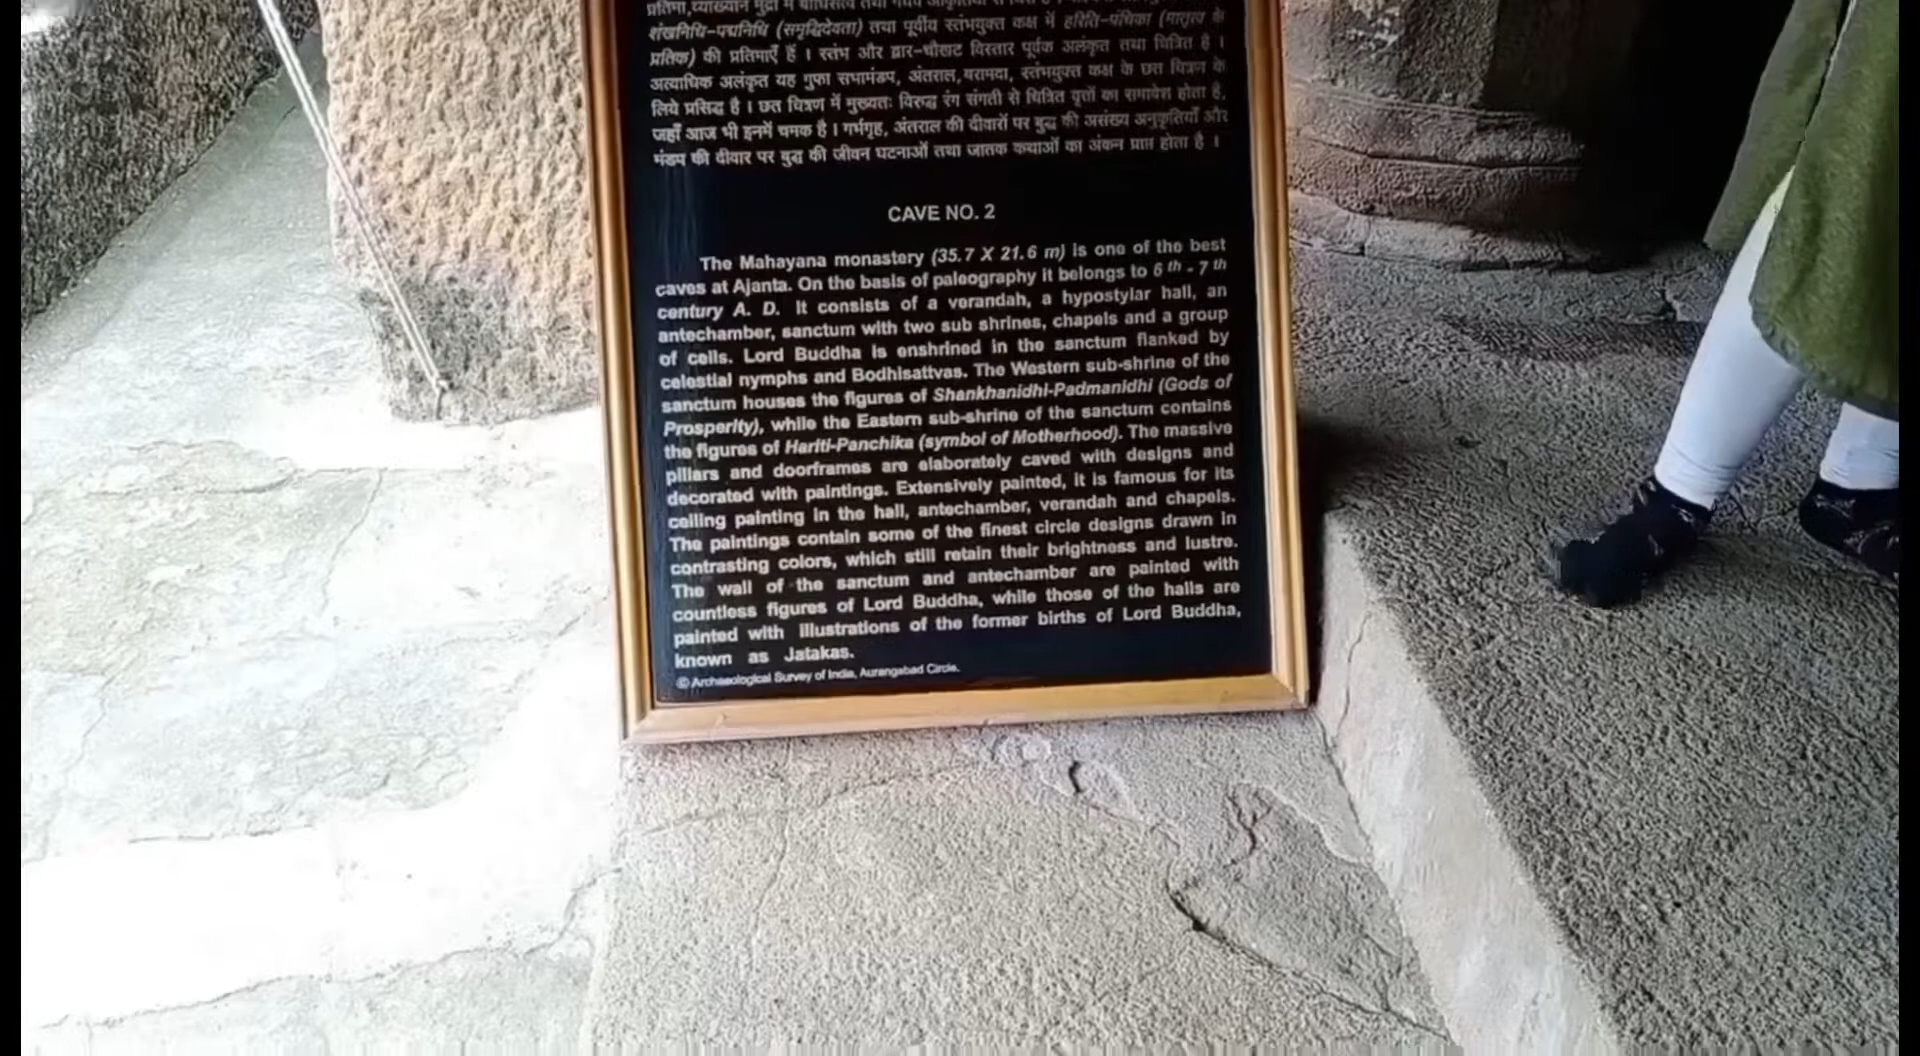 शंखनिधि-पद्मनिधि (समृद्धिदेवता) तथा पूर्वीय स्तंभयुक्त कक्ष में हरिति-पंचिका (मातृत्व के
प्रतिक) की प्रतिमाएँ हैं । स्तंभ और द्वार-चौखट विस्तार पूर्वक अलंकृत तथा चित्रित है ।
अत्याधिक अलंकृत यह गुफा सभामंडप, अंतराल, बरामदा, स्तंभयुक्त कक्ष के छत चित्रण के
लिये प्रसिद्ध है । छत चित्रण में मुख्यतः विरुद्ध रंग संगती से चित्रित वृत्तों का समावेश होता है,
जहाँ आज भी इनमें चमक है । गर्भगृह, अंतराल की दीवारों पर बुद्ध की असंख्य अनुकृतियाँ और
मंडप की दीवार पर बुद्ध की जीवन घटनाओं तथा जातक कथाओं का अंकन प्राप्त होता है ।
CAVE NO. 2
The Mahayana monastery (35.7 X 21.6 m) is one of the best
caves at Ajanta. On the basis of paleography it belongs to 6 th - 7 th
century A. D. It consists of a verandah, a hypostylar hall, an
antechamber, sanctum with two sub shrines, chapels and a group
of cells. Lord Buddha is enshrined in the sanctum flanked by
celestial nymphs and Bodhisattvas. The Western sub-shrine of the
sanctum houses the figures of Shankhanidhi-Padmanidhi (Gods of
Prosperity), while the Eastern sub-shrine of the sanctum contains
the figures of Hariti-Panchika (symbol of Motherhood). The massive
pillars and doorframes are elaborately caved with designs and
decorated with paintings. Extensively painted, it is famous for its
ceiling painting in the hall, antechamber, verandah and chapels.
The paintings contain some of the finest circle designs drawn in
contrasting colors, which still retain their brightness and lustre.
The wall of the sanctum and antechamber are painted with
countless figures of Lord Buddha, while those of the halls are
painted with illustrations of the former births of Lord Buddha,
known as Jatakas.
© Archaeological Survey of India, Aurangabad Circle.